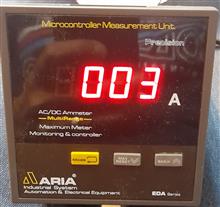 Microcontroller Measurement Unit
Precision
003
A
AC/DC Ammeter
MultiRange
Maximum Meter
Monitoring & controller
ARIA
Industrial System
Automation & Electrical Equipment
EDA Series